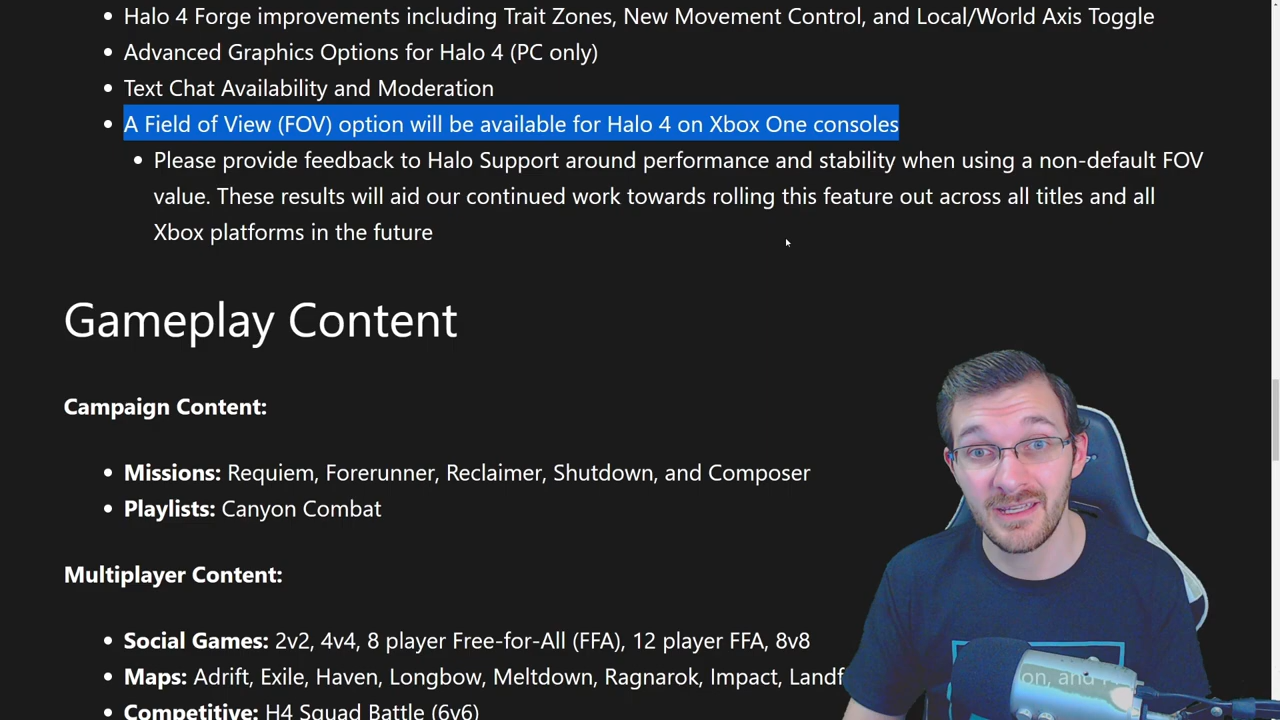 Halo 4 Forge improvements including Trait Zones, New Movement Control, and Local/World Axis Toggle
Advanced Graphics Options for Halo 4 (PC only)
Text Chat Availability and Moderation
A Field of View (FOV) option will be available for Halo 4 on Xbox One consoles
Please provide feedback to Halo Support around performance and stability when using a non-default FOV
value. These results will aid our continued work towards rolling this feature out across all titles and all
Xbox platforms in the future
Gameplay Content
Campaign Content:
Missions: Requiem, Forerunner, Reclaimer, Shutdown, and Composer
Playlists: Canyon Combat
Multiplayer Content:
Social Games: 2v2, 4v4, 8 player Free-for-All (FFA), 12 player FFA, 8v8
Maps: Adrift, Exile, Haven, Longbow, Meltdown, Ragnarok, Impact, and
Competitive: H4 Squad Battle (6v6)